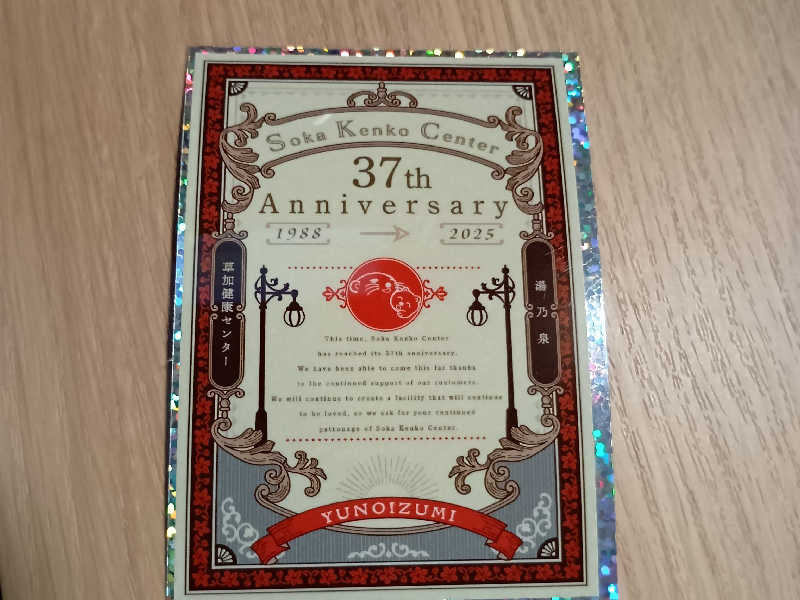 Soka Kenko Center
37th
Anniversary
1988 2025
草加健康センター
湯乃泉
This time, Soka Kenko Center
has reached its 37th anniversary.
We have been able to come this far thanks
to the continued support of our customers.
We will continue to create a facility that will continue
to be loved, so we ask for your continued
patronage of Soka Kenko Center.
YUNOIZUMI